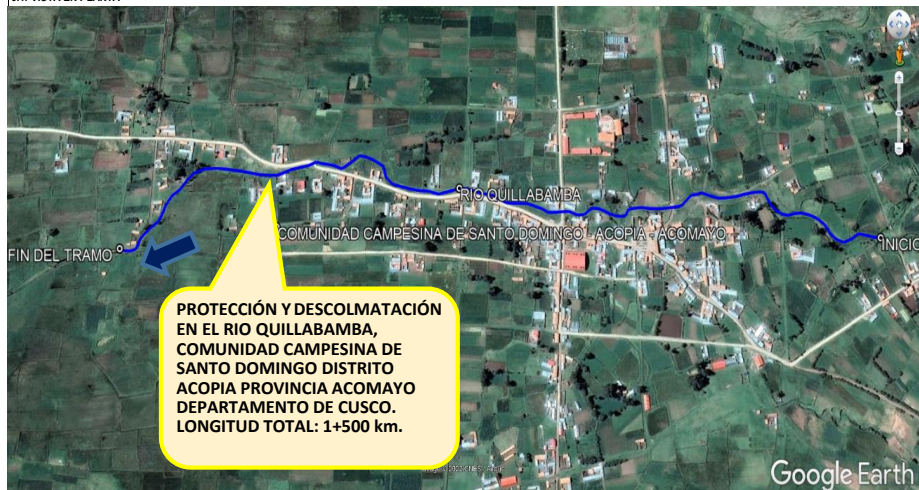 RIO QUILLABAMBA
COMUNIDAD CAMPESINA DE SANTO DOMINGO - ACOPIA - ACOMAYO
INICIO
FIN DEL TRAMO
PROTECCIÓN Y DESCOLMATACIÓN
EN EL RIO QUILLABAMBA,
COMUNIDAD CAMPESINA DE
SANTO DOMINGO DISTRITO
ACOPIA PROVINCIA ACOMAYO
DEPARTAMENTO DE CUSCO.
LONGITUD TOTAL: 1+500 km.
Google Earth